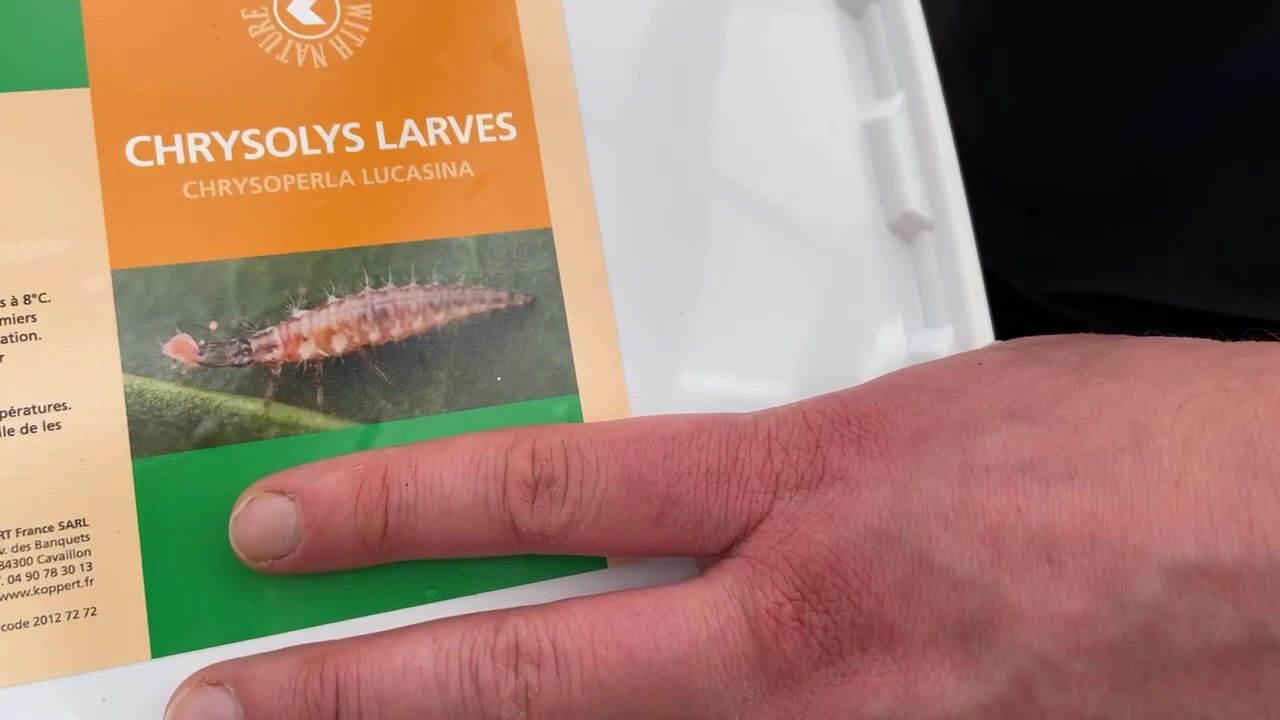 WITH NATURE
CHRYSOLYS LARVES
CHRYSOPERLA LUCASINA
s à 8°C.
miers
ation.
r
pératures.
lle de les
RT France SARL
v. des Banquets
84300 Cavaillon
. 04 90 78 30 13
www.koppert.fr
code 2012 72 72